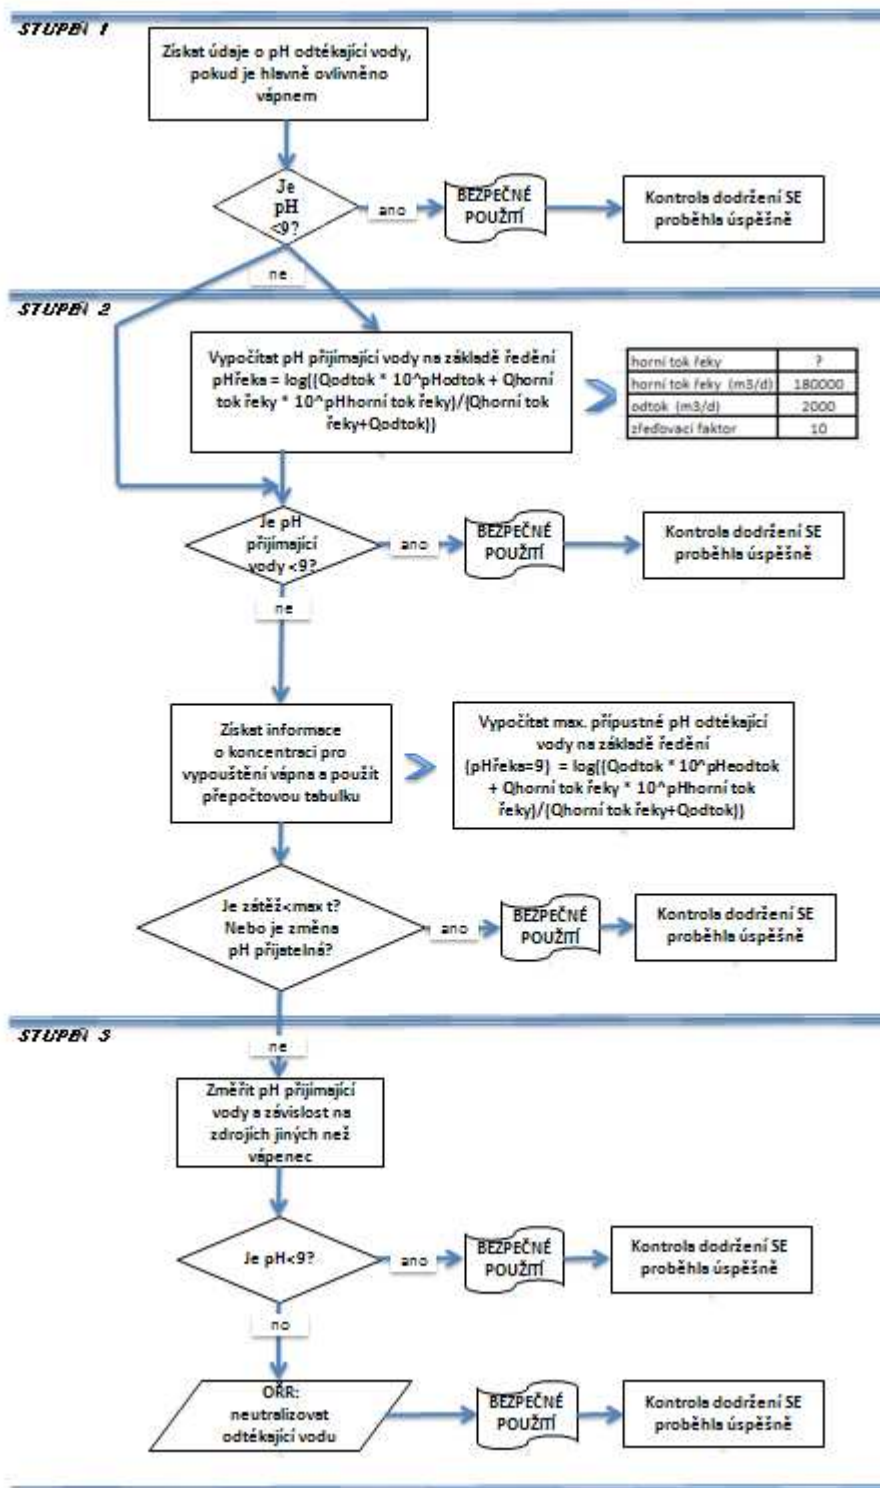 STUPEŇ 1
Získat údaje o pH odtékající vody,
pokud je hlavně ovlivněno
vápnem
Je
pH
<9?
ano
BEZPEČNÉ
POUŽITÍ
Kontrola dodržení SE
proběhla úspěšně
ne
STUPEŇ 2
Vypočítat pH přijímající vody na základě ředění
pHřeka = log((Qodtok * 10^pHodtok + Qhorní
tok řeky * 10^pHhorní tok řeky)/(Qhorní tok
řeky+Qodtok))
horní tok řeky ?
horní tok řeky (m3/d) 180000
odtok (m3/d) 2000
zřeďovací faktor 10
Je pH
přijímající
vody <9?
ano
BEZPEČNÉ
POUŽITÍ
Kontrola dodržení SE
proběhla úspěšně
ne
Získat informace
o koncentraci pro
vypouštění vápna a použít
přepočtovou tabulku
Vypočítat max. přípustné pH odtékající
vody na základě ředění
(pHřeka=9) = log((Qodtok * 10^pHeodtok
+ Qhorní tok řeky * 10^pHhorní tok
řeky)/(Qhorní tok řeky+Qodtok))
Je zátěž<max t?
Nebo je změna
pH přijatelná?
ano
BEZPEČNÉ
POUŽITÍ
Kontrola dodržení SE
proběhla úspěšně
STUPEŇ 3
ne
Změřit pH přijímající
vody a závislost na
zdrojích jiných než
vápenec
Je pH<9?
ano
BEZPEČNÉ
POUŽITÍ
Kontrola dodržení SE
proběhla úspěšně
no
OŘR:
neutralizovat
odtékající vodu
BEZPEČNÉ
POUŽITÍ
Kontrola dodržení SE
proběhla úspěšně